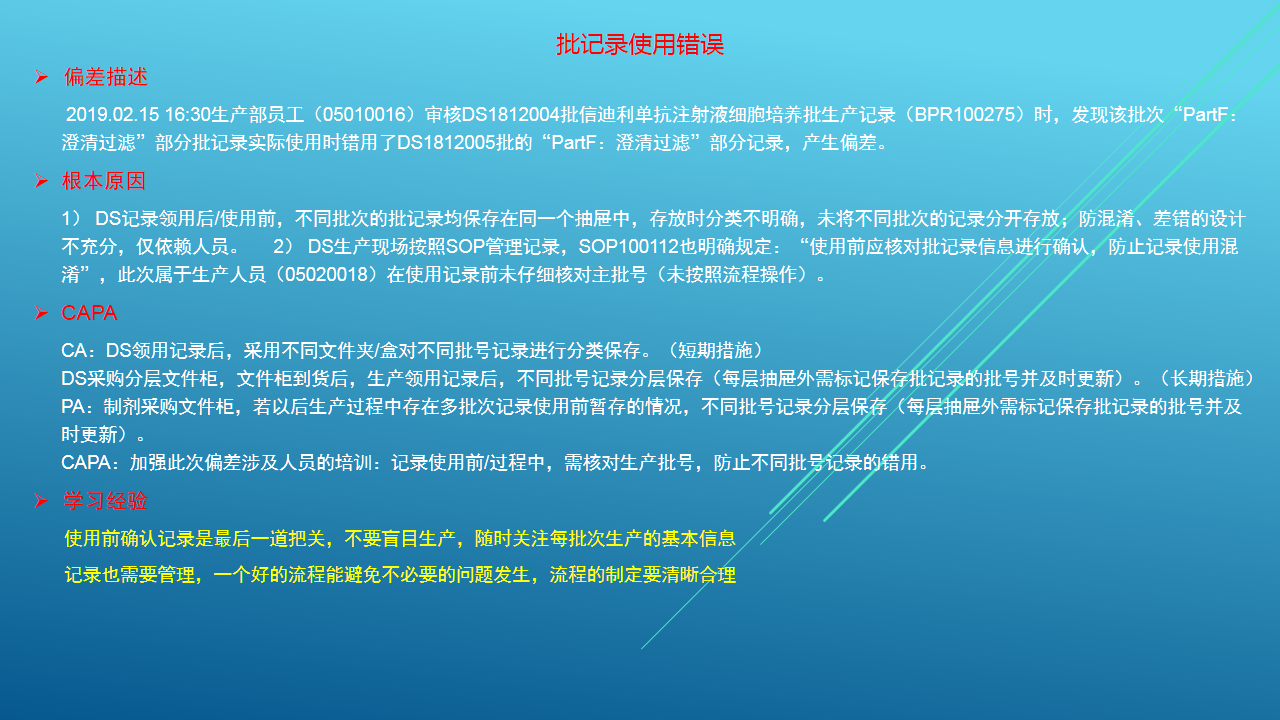 批记录使用错误
偏差描述
2019.02.15 16:30生产部员工（05010016）审核DS1812004批信迪利单抗注射液细胞培养批生产记录（BPR100275）时，发现该批次“PartF：
澄清过滤”部分批记录实际使用时错用了DS1812005批的“PartF：澄清过滤”部分记录，产生偏差。
根本原因
1） DS记录领用后/使用前，不同批次的批记录均保存在同一个抽屉中，存放时分类不明确，未将不同批次的记录分开存放；防混淆、差错的设计
不充分，仅依赖人员。 2） DS生产现场按照SOP管理记录，SOP100112也明确规定：“使用前应核对批记录信息进行确认，防止记录使用混
淆”，此次属于生产人员（05020018）在使用记录前未仔细核对主批号（未按照流程操作）。
CAPA
CA：DS领用记录后，采用不同文件夹/盒对不同批号记录进行分类保存。（短期措施）
DS采购分层文件柜，文件柜到货后，生产领用记录后，不同批号记录分层保存（每层抽屉外需标记保存批记录的批号并及时更新）。（长期措施）
PA：制剂采购文件柜，若以后生产过程中存在多批次记录使用前暂存的情况，不同批号记录分层保存（每层抽屉外需标记保存批记录的批号并及
时更新）。
CAPA：加强此次偏差涉及人员的培训：记录使用前/过程中，需核对生产批号，防止不同批号记录的错用。
学习经验
使用前确认记录是最后一道把关，不要盲目生产，随时关注每批次生产的基本信息
记录也需要管理，一个好的流程能避免不必要的问题发生，流程的制定要清晰合理